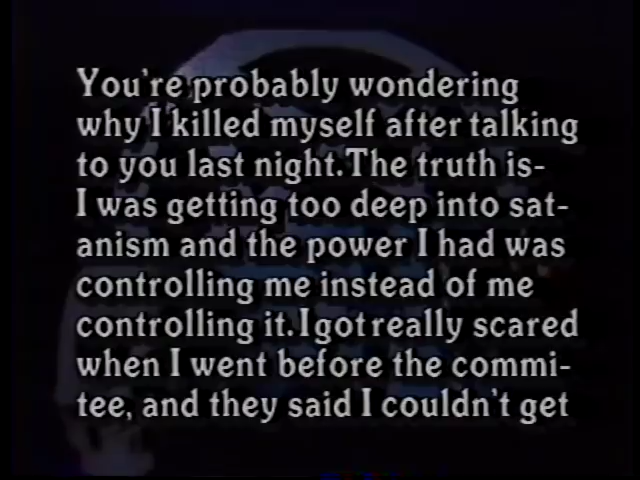 You're probably wondering
why I killed myself after talking
to you last night. The truth is-
I was getting too deep into sat-
anism and the power I had was
controlling me instead of me
controlling it. I got really scared
when I went before the commi-
tee, and they said I couldn't get